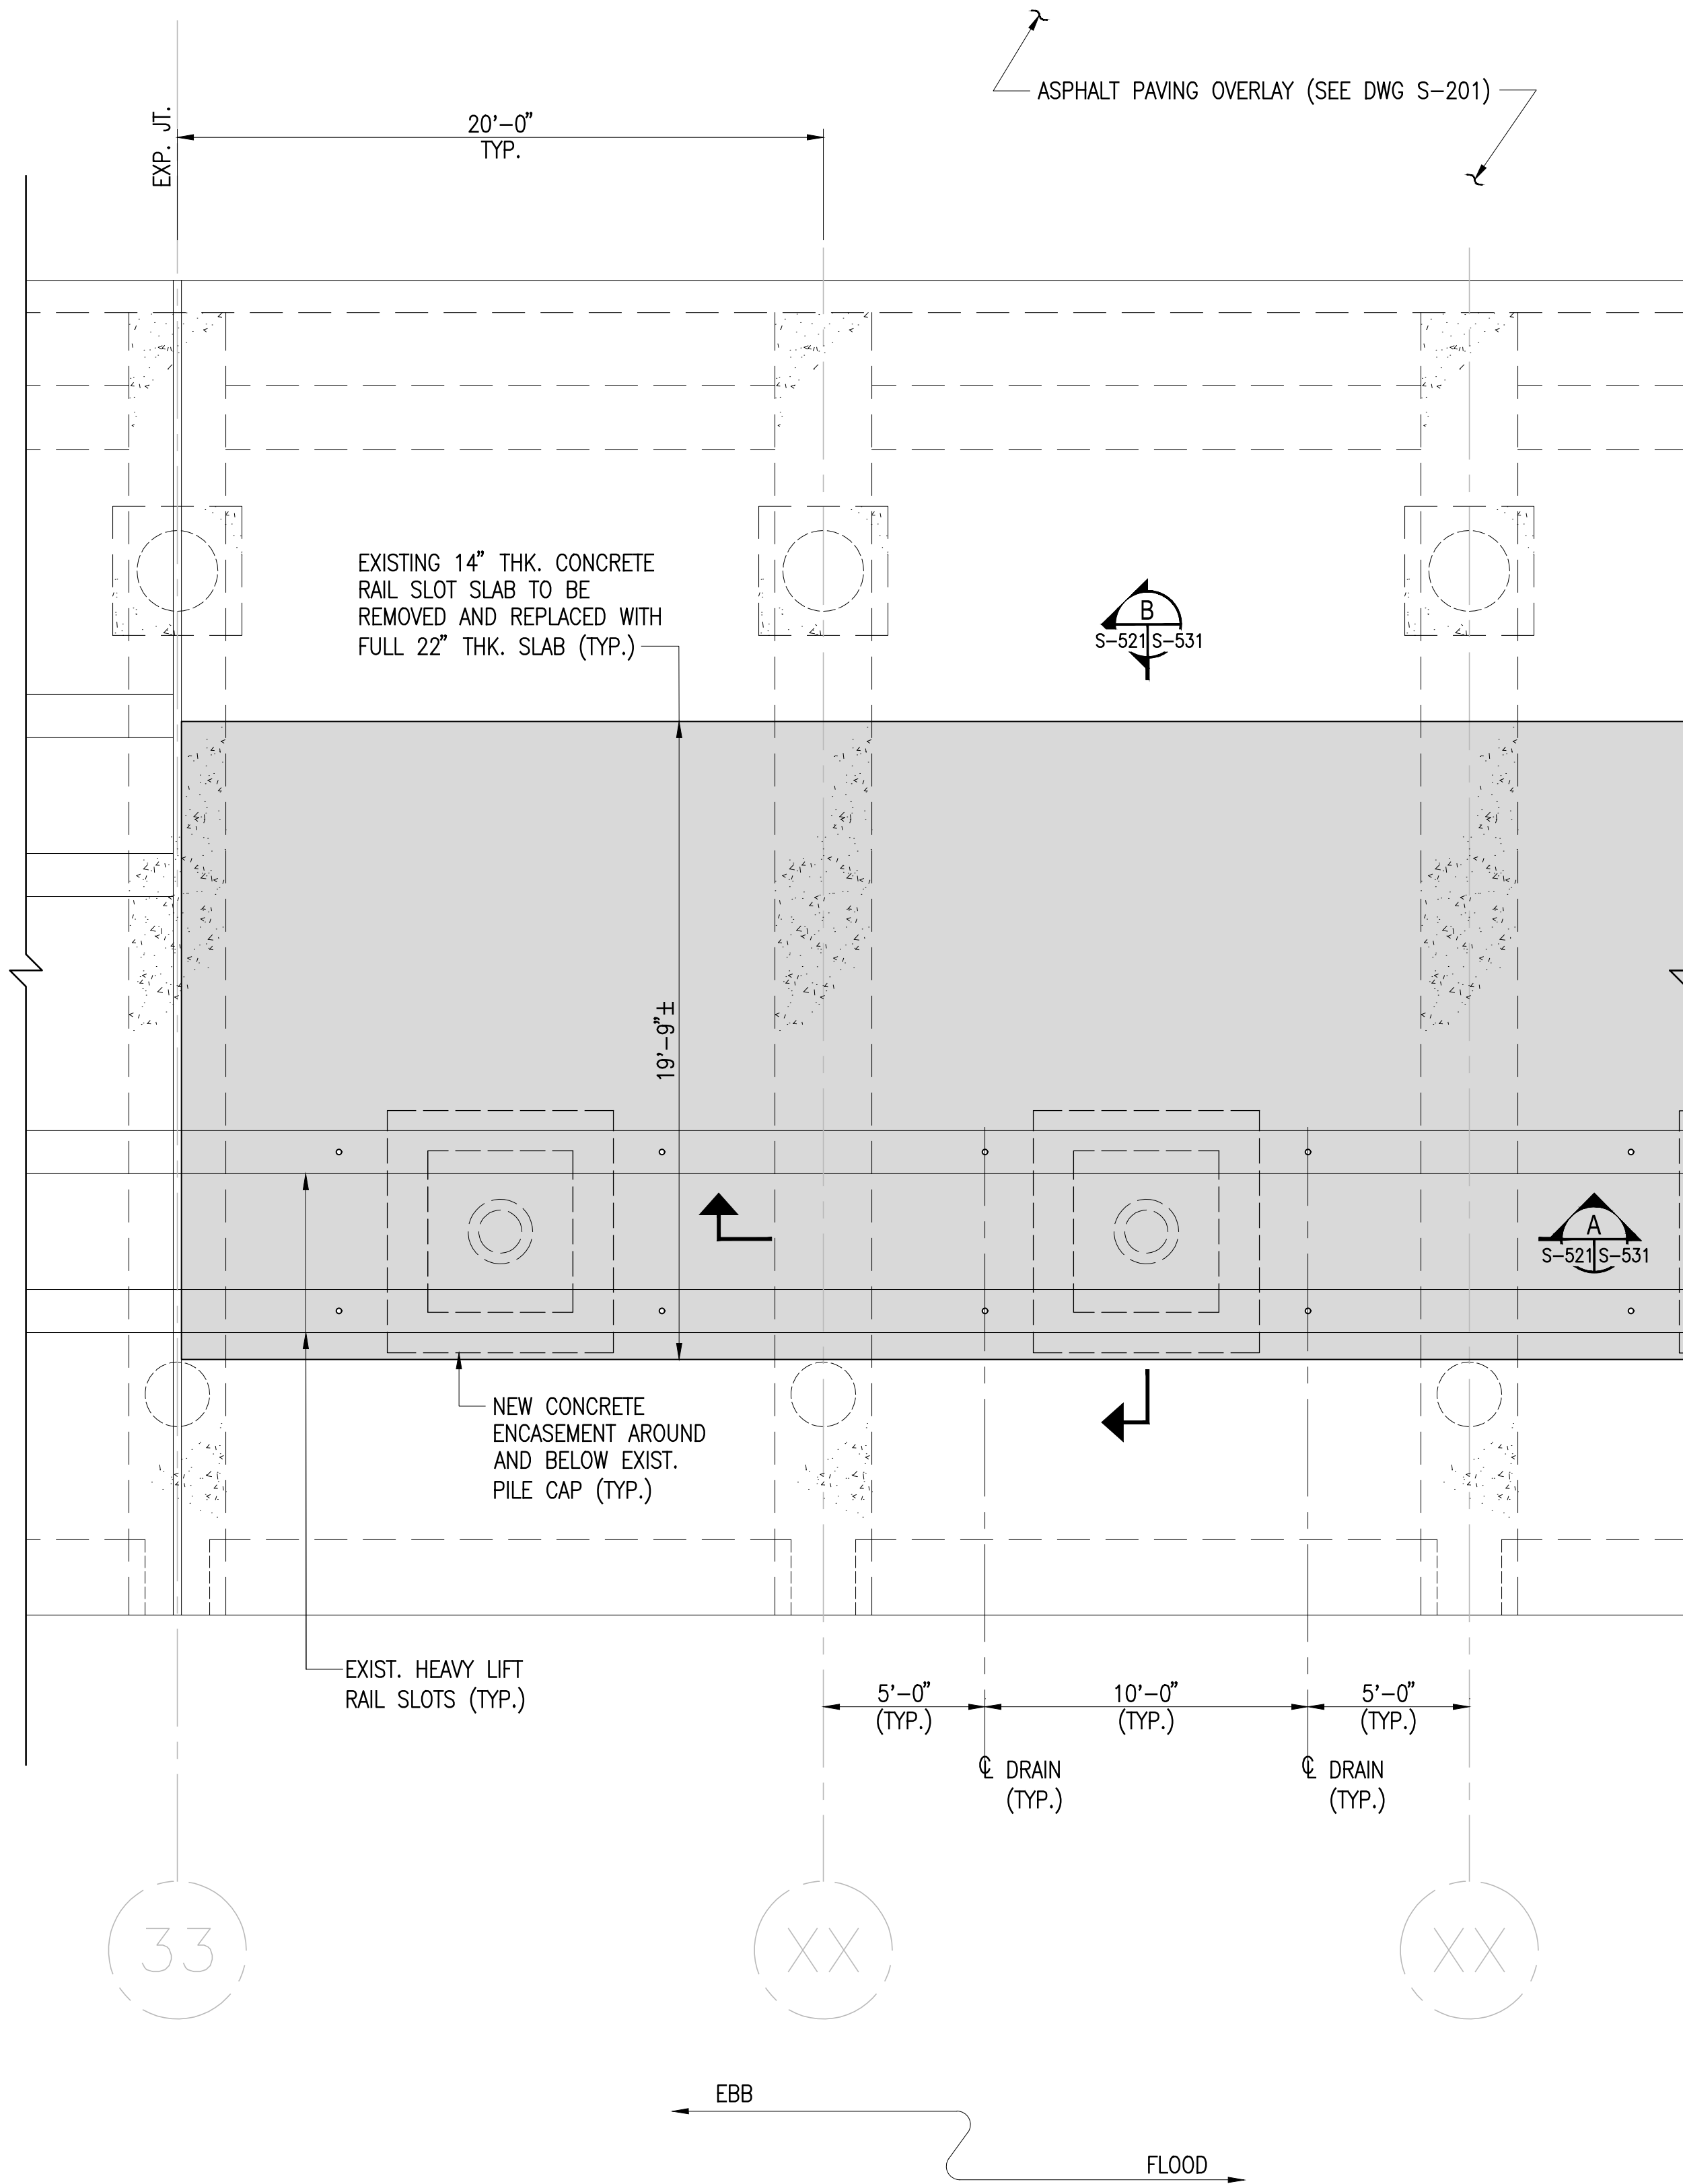 ASPHALT PAVING OVERLAY (SEE DWG S-201)
EXP. JT.
20'-0"
TYP.
EXISTING 14" THK. CONCRETE
RAIL SLOT SLAB TO BE
REMOVED AND REPLACED WITH
FULL 22" THK. SLAB (TYP.)
B
S-521 S-531
19'-9"±
A
S-521 S-531
NEW CONCRETE
ENCASEMENT AROUND
AND BELOW EXIST.
PILE CAP (TYP.)
EXIST. HEAVY LIFT
RAIL SLOTS (TYP.)
5'-0"
(TYP.)
10'-0"
(TYP.)
5'-0"
(TYP.)
℄ DRAIN
(TYP.)
℄ DRAIN
(TYP.)
33
XX
XX
EBB
FLOOD